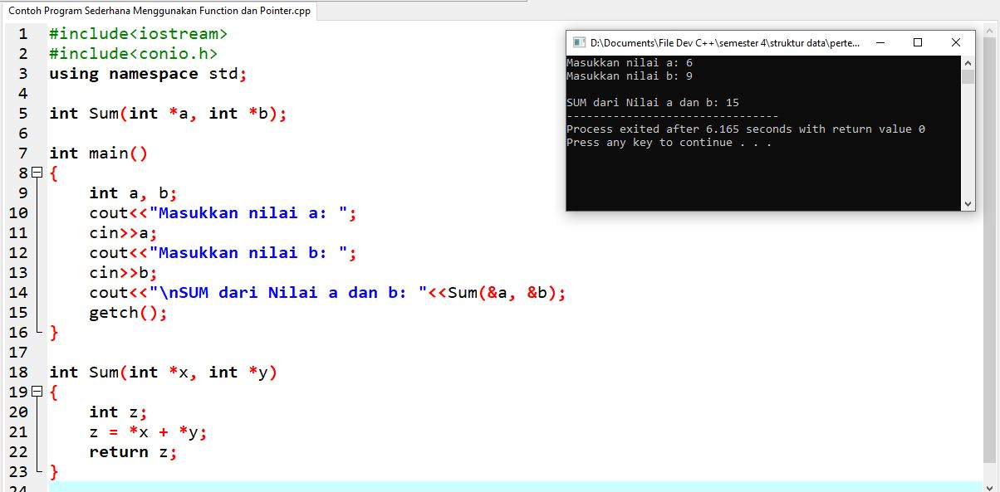 Contoh Program Sederhana Menggunakan Function dan Pointer.cpp
1 #include<iostream>
2 #include<conio.h>
3 using namespace std;
4
5 int Sum(int *a, int *b);
6
7 int main()
8 {
9 int a, b;
10 cout<<"Masukkan nilai a: ";
11 cin>>a;
12 cout<<"Masukkan nilai b: ";
13 cin>>b;
14 cout<<"\nSUM dari Nilai a dan b: "<<Sum(&a, &b);
15 getch();
16 }
17
18 int Sum(int *x, int *y)
19 {
20 int z;
21 z = *x + *y;
22 return z;
23 }
24
D:\Documents\File Dev C++\semester 4\struktur data\perte...
Masukkan nilai a: 6
Masukkan nilai b: 9
SUM dari Nilai a dan b: 15
--------------------------------
Process exited after 6.165 seconds with return value 0
Press any key to continue . . .